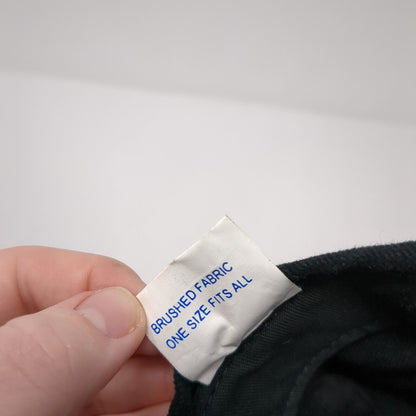 BRUSHED FABRIC
ONE SIZE FITS ALL